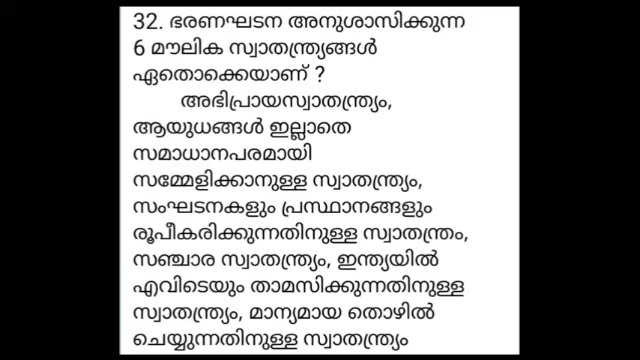 32. ഭരണഘടന അനുശാസിക്കുന്ന
6 മൗലിക സ്വാതന്ത്ര്യങ്ങൾ
ഏതൊക്കെയാണ് ?
അഭിപ്രായസ്വാതന്ത്ര്യം,
ആയുധങ്ങൾ ഇല്ലാതെ
സമാധാനപരമായി
സമ്മേളിക്കാനുള്ള സ്വാതന്ത്ര്യം,
സംഘടനകളും പ്രസ്ഥാനങ്ങളും
രൂപീകരിക്കുന്നതിനുള്ള സ്വാതന്ത്രം,
സഞ്ചാര സ്വാതന്ത്ര്യം, ഇന്ത്യയിൽ
എവിടെയും താമസിക്കുന്നതിനുള്ള
സ്വാതന്ത്ര്യം, മാന്യമായ തൊഴിൽ
ചെയ്യുന്നതിനുള്ള സ്വാതന്ത്ര്യം